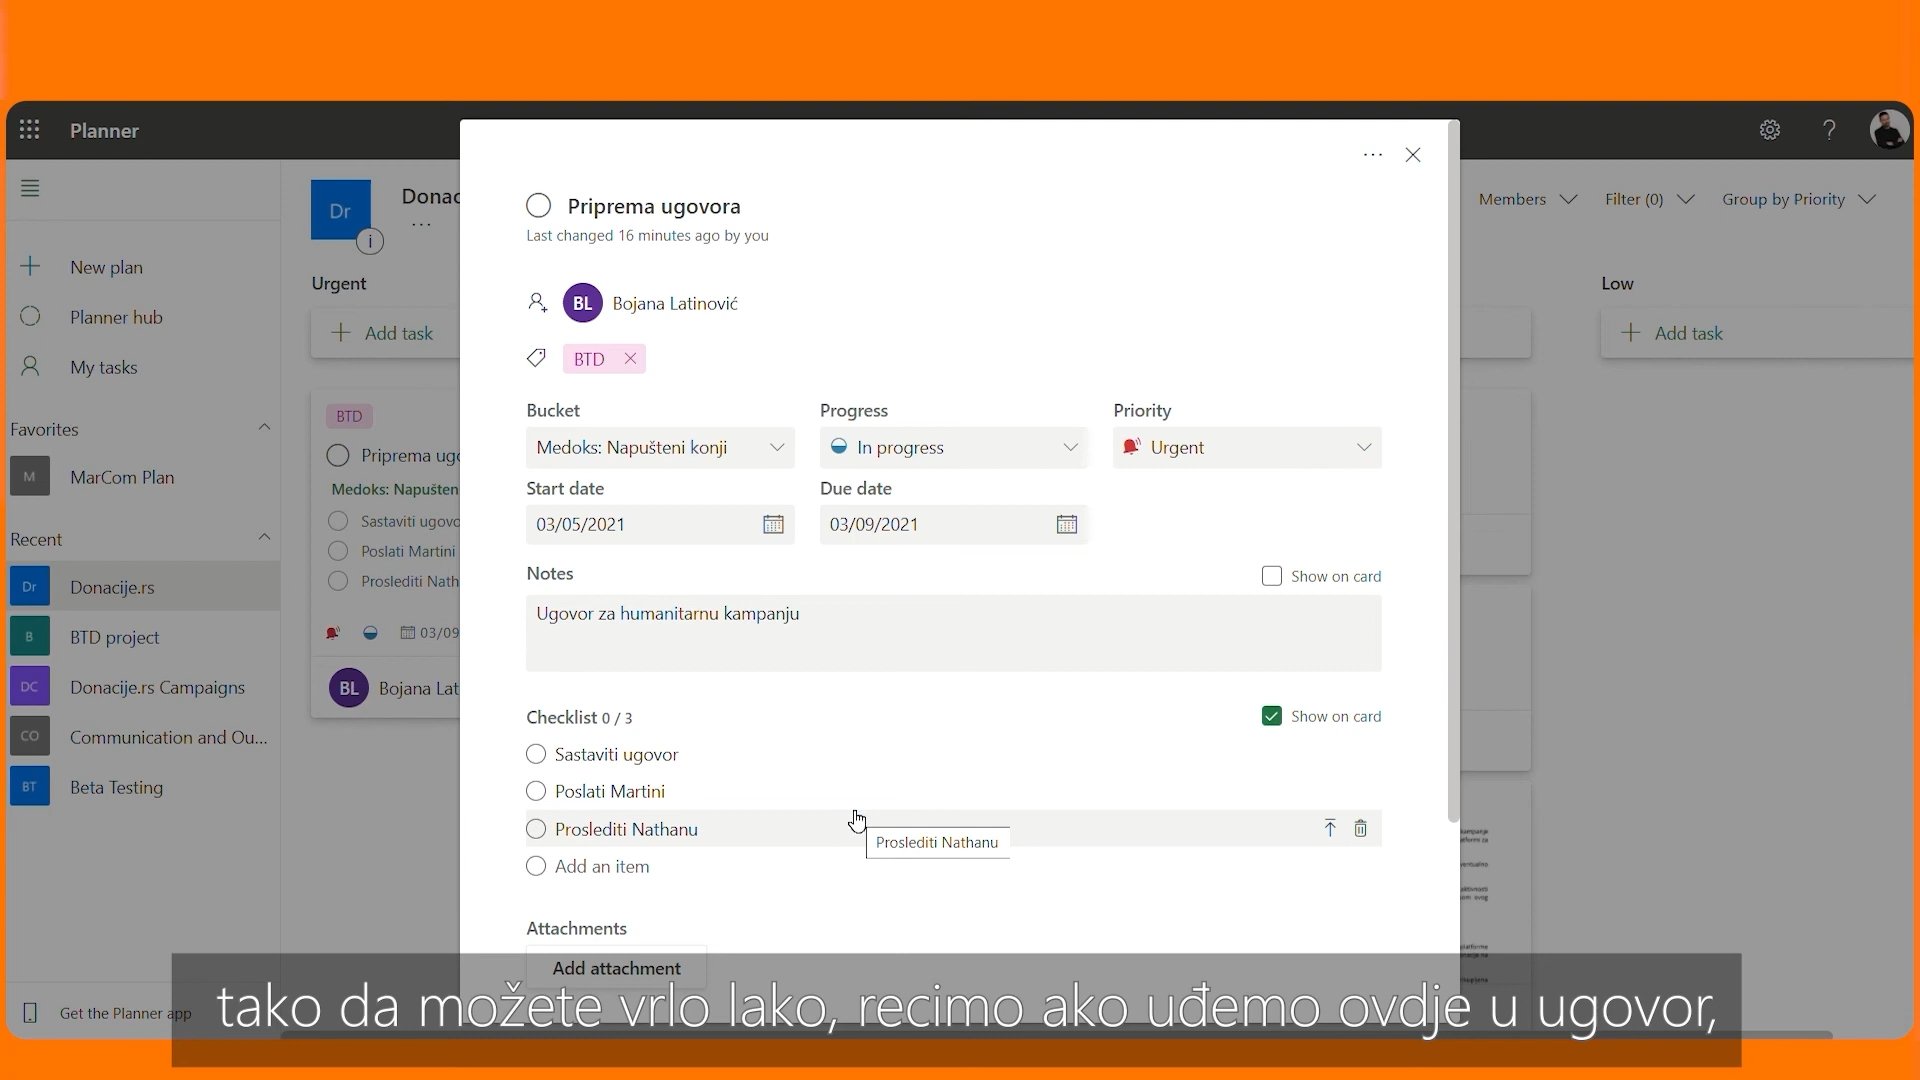 Planner
New plan
Planner hub
My tasks
Favorites
M
MarCom Plan
Recent
Dr
Donacije.rs
B
BTD project
DC
Donacije.rs Campaigns
CO
Communication and Ou...
BT
Beta Testing
Get the Planner app
Dr
i
Donac
...
Urgent
Add task
BTD
Priprema ugo
Medoks: Napušten
Sastaviti ugovo
Poslati Martini
Proslediti Nath
03/09
BL
Bojana Lat
...
Priprema ugovora
Last changed 16 minutes ago by you
BL
Bojana Latinović
BTD
Bucket
Progress
Priority
Medoks: Napušteni konji
In progress
Urgent
Start date
Due date
03/05/2021
03/09/2021
Notes
Show on card
Ugovor za humanitarnu kampanju
Checklist 0 / 3
Show on card
Sastaviti ugovor
Poslati Martini
Proslediti Nathanu
Proslediti Nathanu
Add an item
Attachments
Add attachment
?
Members
Filter (0)
Group by Priority
Low
Add task
tako da možete vrlo lako, recimo ako uđemo ovdje u ugovor,